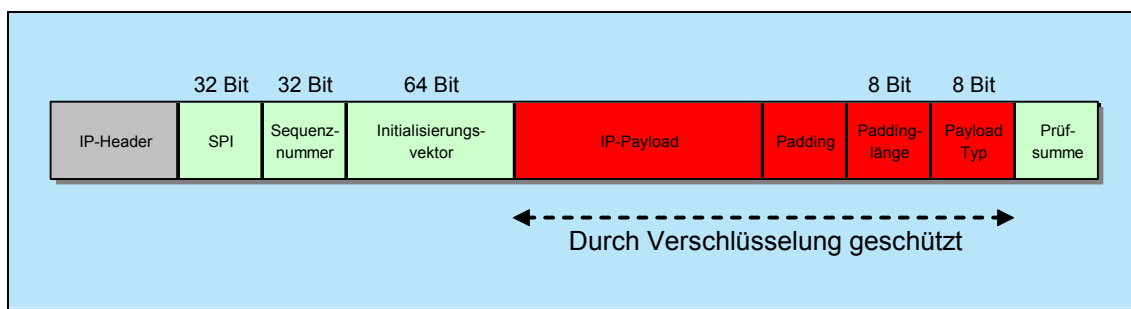 32 Bit
32 Bit
64 Bit
8 Bit
8 Bit
IP-Header
SPI
Sequenz-
nummer
Initialisierungs-
vektor
IP-Payload
Padding
Padding-
länge
Payload
Typ
Prüf-
summe
Durch Verschlüsselung geschützt